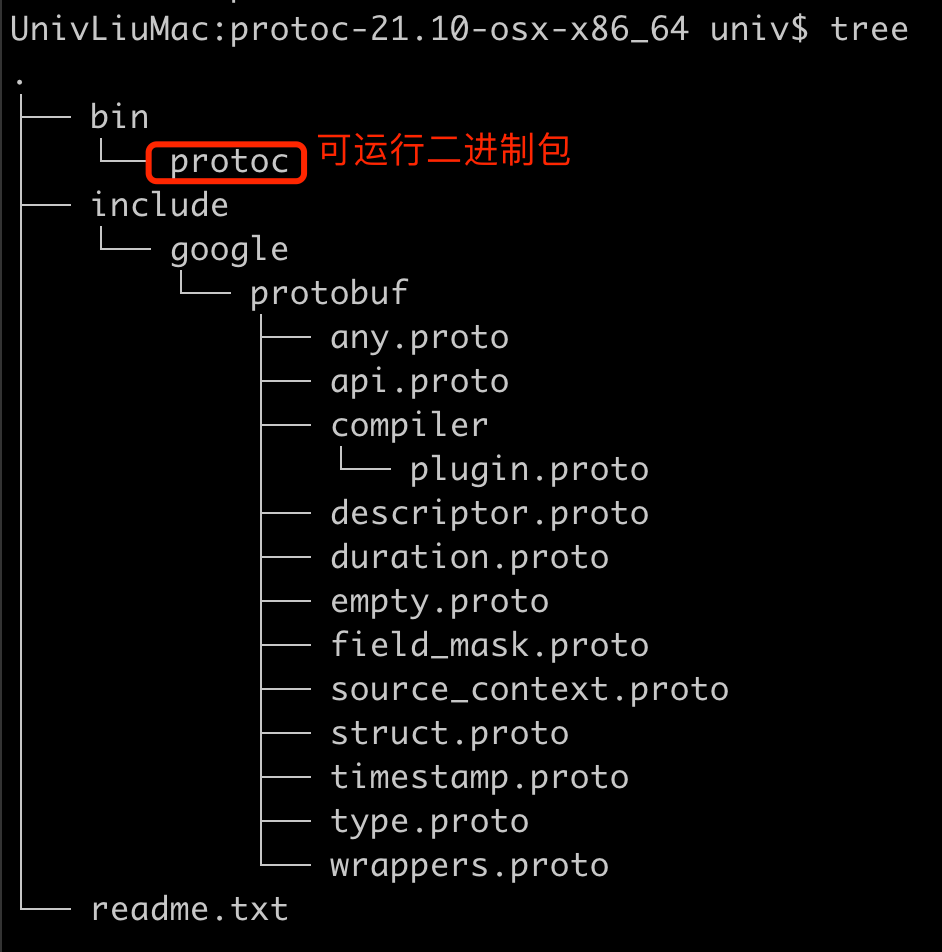 UnivLiuMac:protoc-21.10-osx-x86_64 univ$ tree
.
├── bin
│   └── protoc 可运行二进制包
├── include
│   └── google
│       └── protobuf
│           ├── any.proto
│           ├── api.proto
│           ├── compiler
│           │   └── plugin.proto
│           ├── descriptor.proto
│           ├── duration.proto
│           ├── empty.proto
│           ├── field_mask.proto
│           ├── source_context.proto
│           ├── struct.proto
│           ├── timestamp.proto
│           ├── type.proto
│           └── wrappers.proto
└── readme.txt